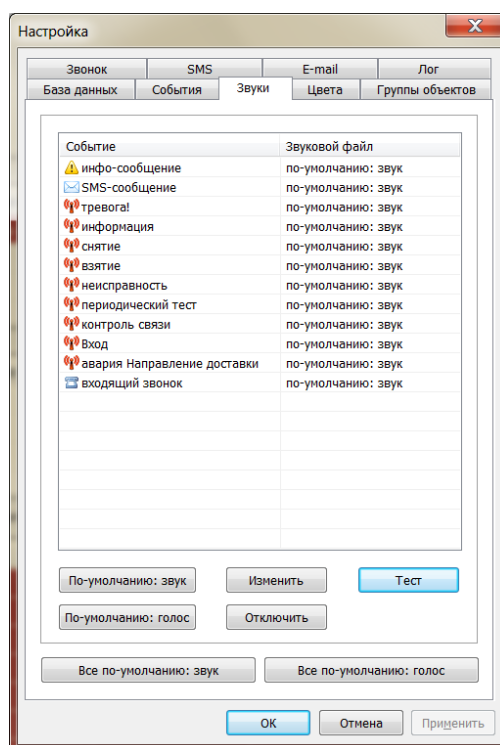 Настройка
Звонок SMS E-mail Лог
База данных События Звуки Цвета Группы объектов
Событие Звуковой файл
инфо-сообщение по-умолчанию: звук
SMS-сообщение по-умолчанию: звук
тревога! по-умолчанию: звук
информация по-умолчанию: звук
снятие по-умолчанию: звук
взятие по-умолчанию: звук
неисправность по-умолчанию: звук
периодический тест по-умолчанию: звук
контроль связи по-умолчанию: звук
Вход по-умолчанию: звук
авария Направление доставки по-умолчанию: звук
входящий звонок по-умолчанию: звук
По-умолчанию: звук Изменить Тест
По-умолчанию: голос Отключить
Все по-умолчанию: звук Все по-умолчанию: голос
ОК Отмена Применить